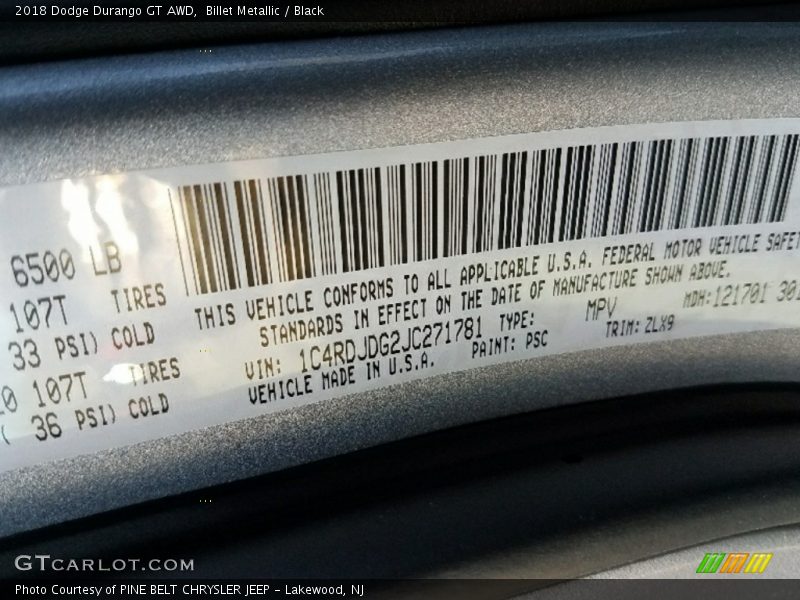 2018 Dodge Durango GT AWD, Billet Metallic / Black
6500 LB
107T TIRES
33 PSI) COLD
107T TIRES
( 36 PSI) COLD
THIS VEHICLE CONFORMS TO ALL APPLICABLE U.S.A. FEDERAL MOTOR VEHICLE SAFET
STANDARDS IN EFFECT ON THE DATE OF MANUFACTURE SHOWN ABOVE.
VIN: 1C4RDJDG2JC271781 TYPE: MPV MDH:121701 301
VEHICLE MADE IN U.S.A. PAINT: PSC TRIM: ZLX9
GTCARLOT.COM
Photo Courtesy of PINE BELT CHRYSLER JEEP - Lakewood, NJ